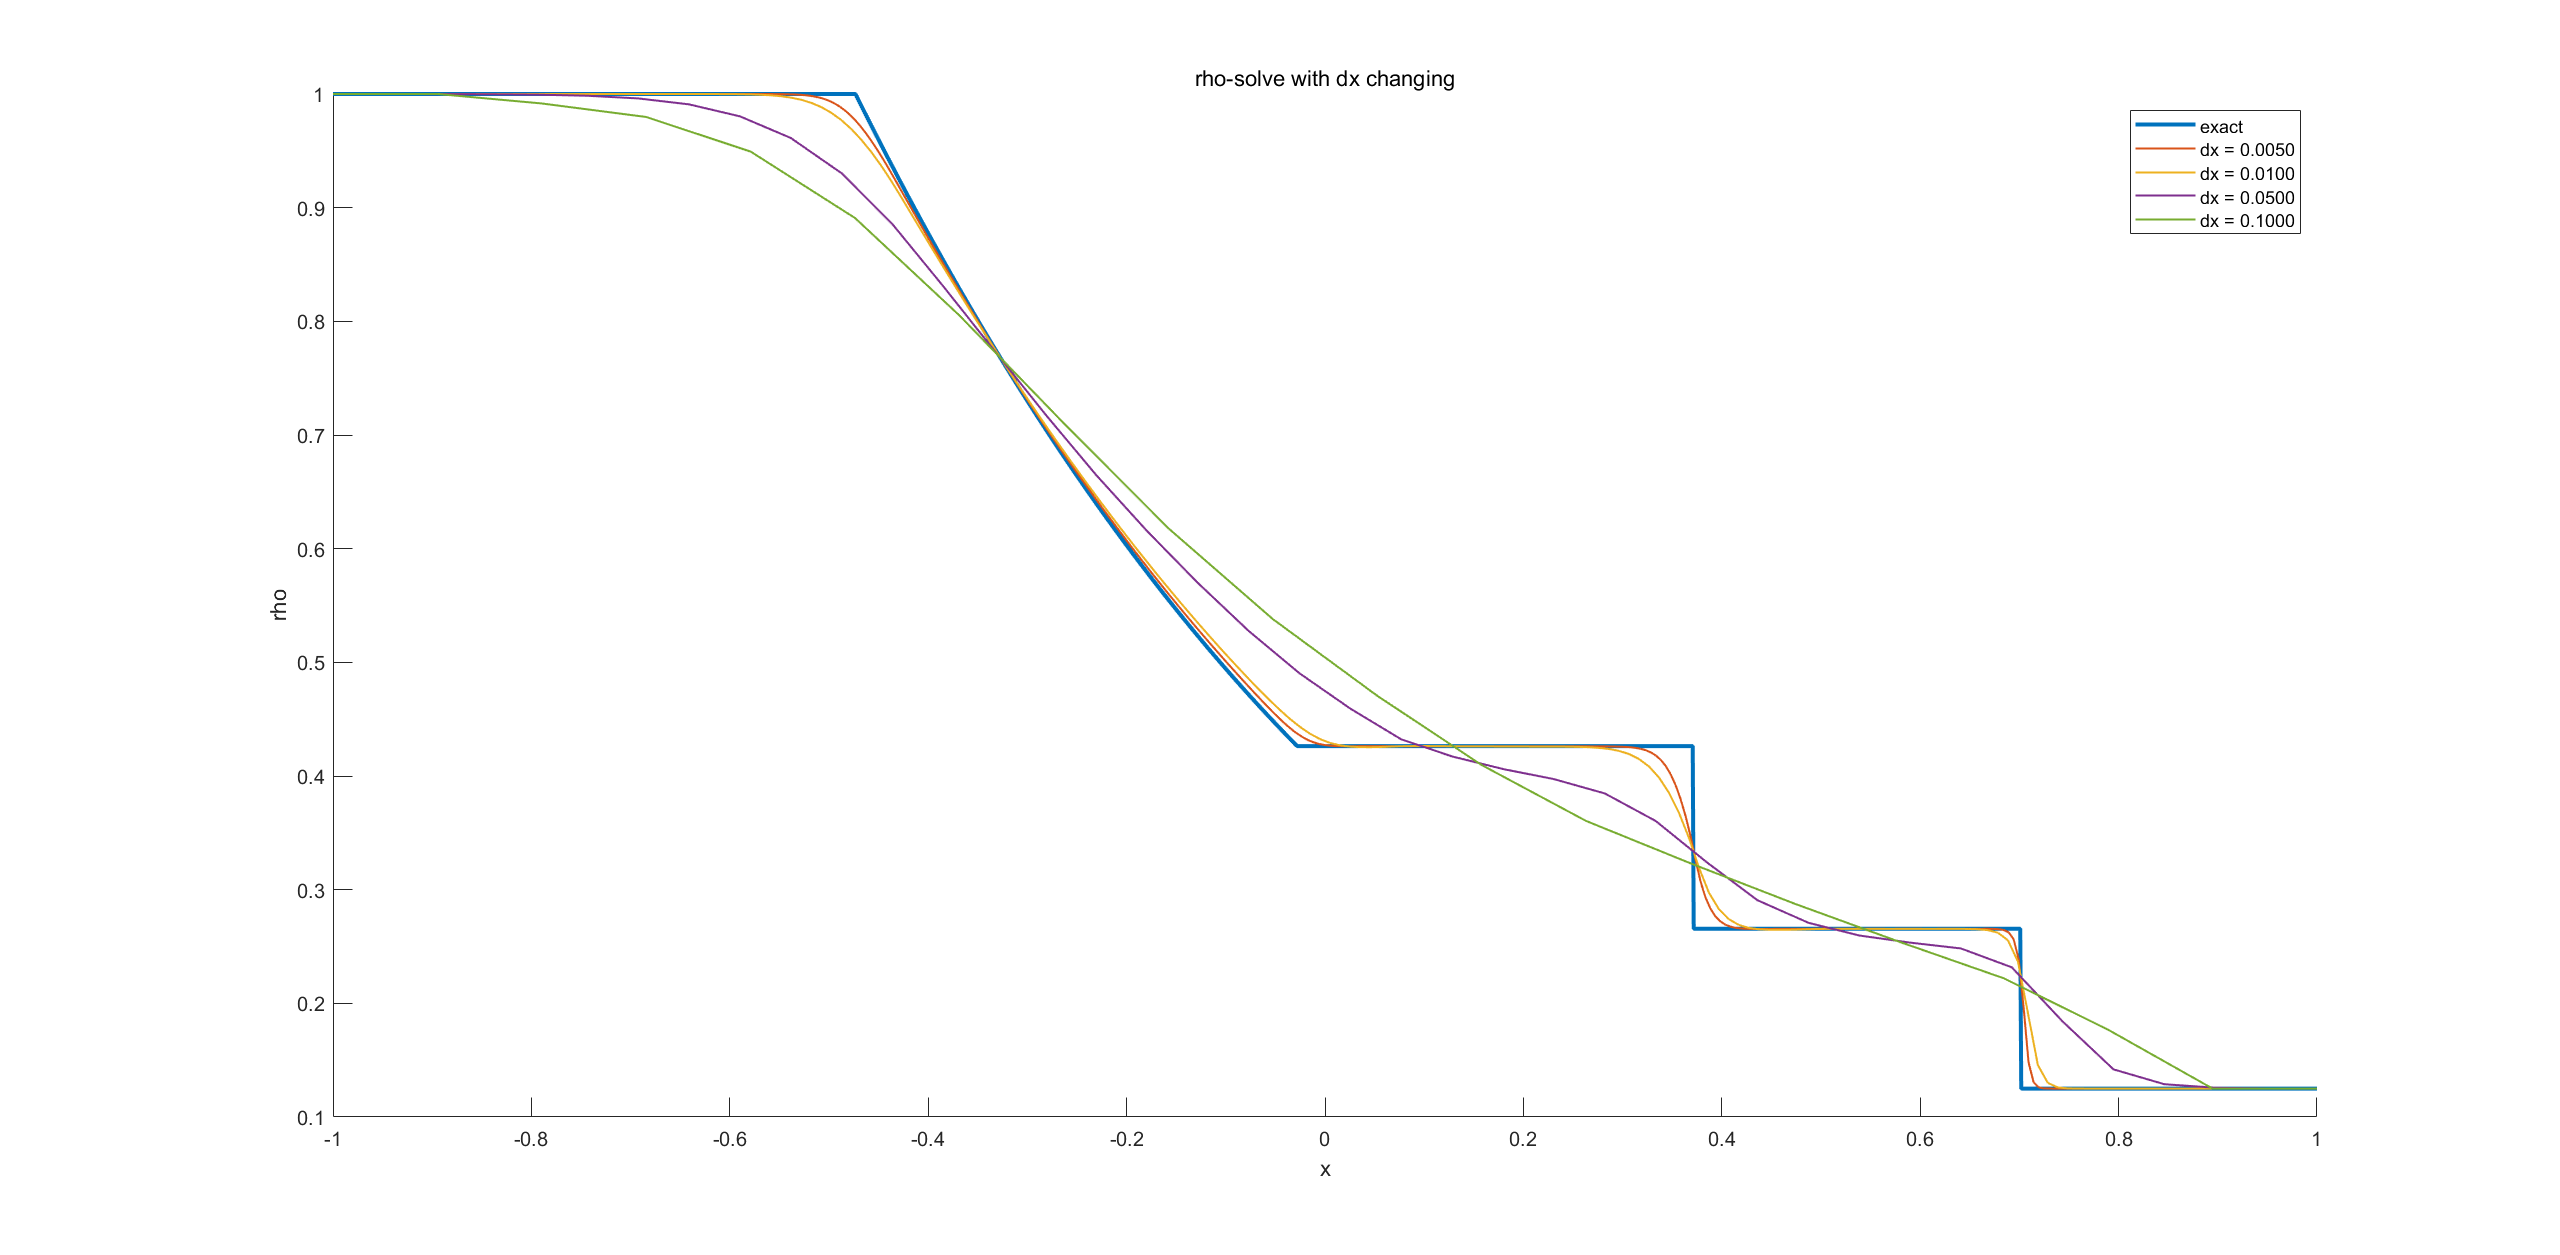 rho-solve with dx changing
exact
dx = 0.0050
dx = 0.0100
dx = 0.0500
dx = 0.1000
1
0.9
0.8
0.7
0.6
0.5
0.4
0.3
0.2
0.1
rho
-1 -0.8 -0.6 -0.4 -0.2 0 0.2 0.4 0.6 0.8 1
x